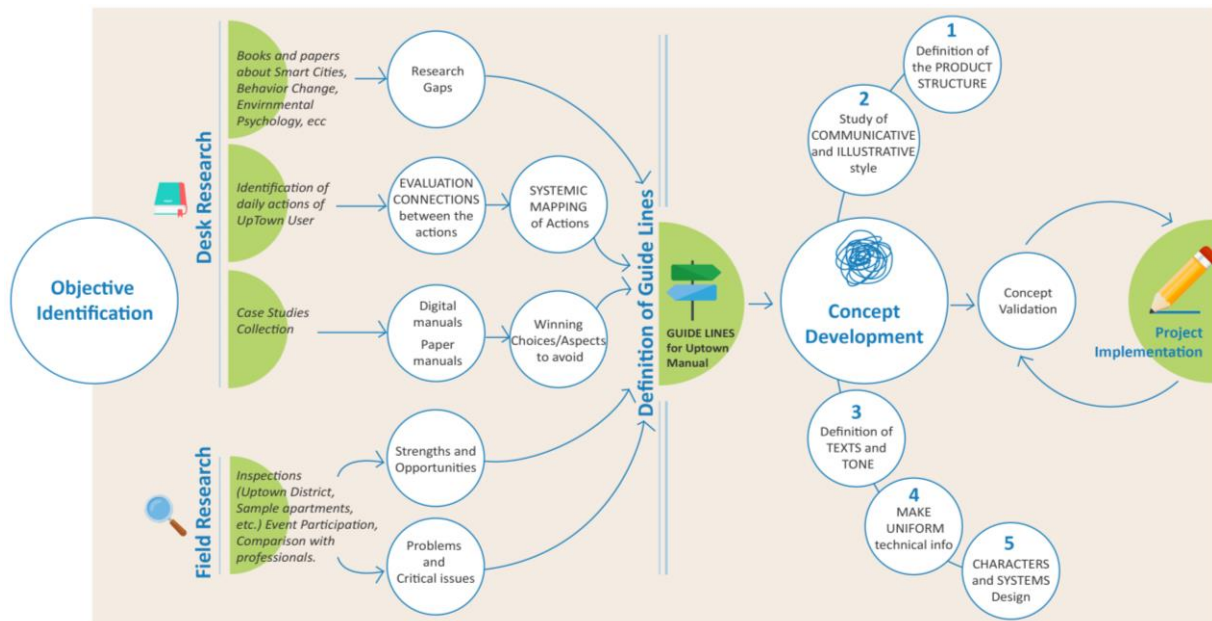 Objective
Identification
Desk Research
Books and papers
about Smart Cities,
Behavior Change,
Envirnmental
Psychology, ecc
Research
Gaps
Identification of
daily actions of
UpTown User
EVALUATION
CONNECTIONS
between the
actions
SYSTEMIC
MAPPING
of Actions
Case Studies
Collection
Digital
manuals
Paper
manuals
Winning
Choices/Aspects
to avoid
Field Research
Inspections
(Uptown District,
Sample apartments,
etc.) Event Participation,
Comparison with
professionals.
Strengths and
Opportunities
Problems
and
Critical issues
Definition of Guide Lines
GUIDE LINES
for Uptown
Manual
Concept
Development
1
Definition of
the PRODUCT
STRUCTURE
2
Study of
COMMUNICATIVE
and ILLUSTRATIVE
style
3
Definition of
TEXTS and
TONE
4
MAKE
UNIFORM
technical info
5
CHARACTERS
and SYSTEMS
Design
Concept
Validation
Project
Implementation